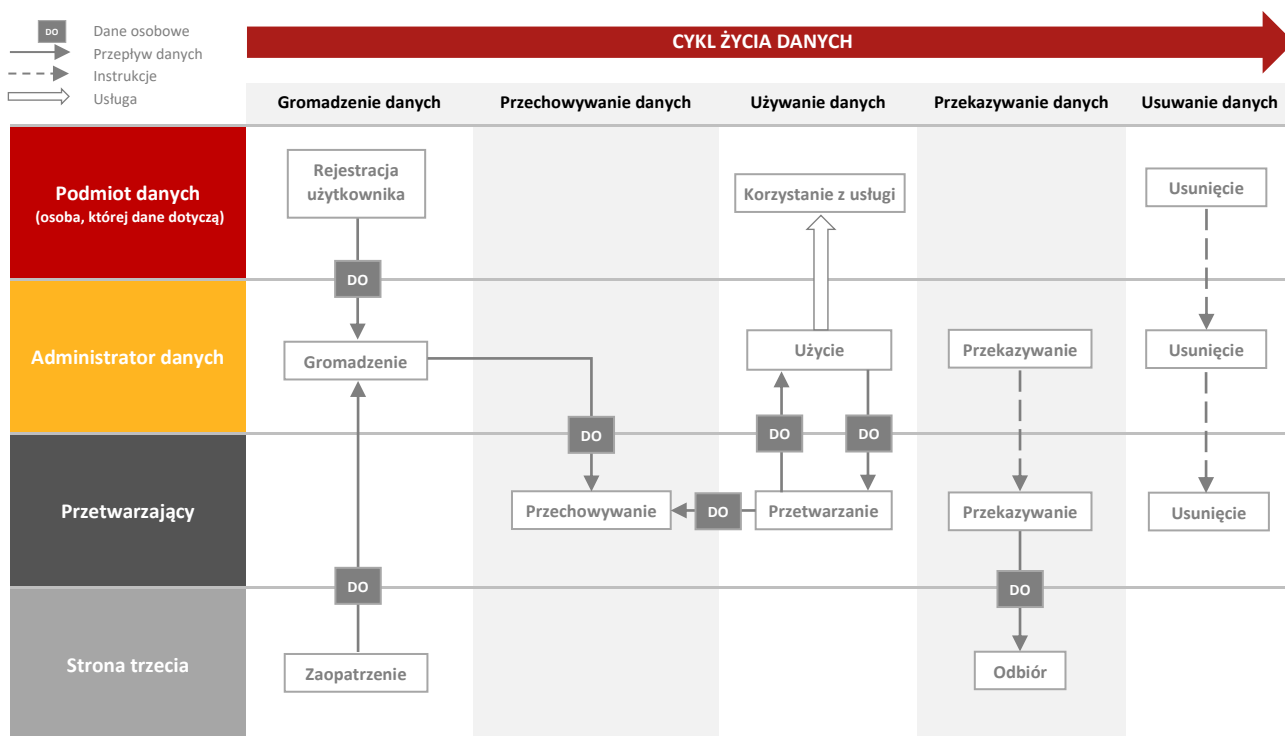 DO Dane osobowe
Przepływ danych
Instrukcje
Usługa
CYKL ŻYCIA DANYCH
Gromadzenie danych Przechowywanie danych Używanie danych Przekazywanie danych Usuwanie danych
Podmiot danych
(osoba, której dane dotyczą)
Rejestracja
użytkownika
Korzystanie z usługi
Usunięcie
DO
Administrator danych
Gromadzenie
Użycie
Przekazywanie
Usunięcie
DO
DO
DO
Przetwarzający
Przechowywanie
DO
Przetwarzanie
Przekazywanie
Usunięcie
DO
DO
Strona trzecia
Zaopatrzenie
Odbiór